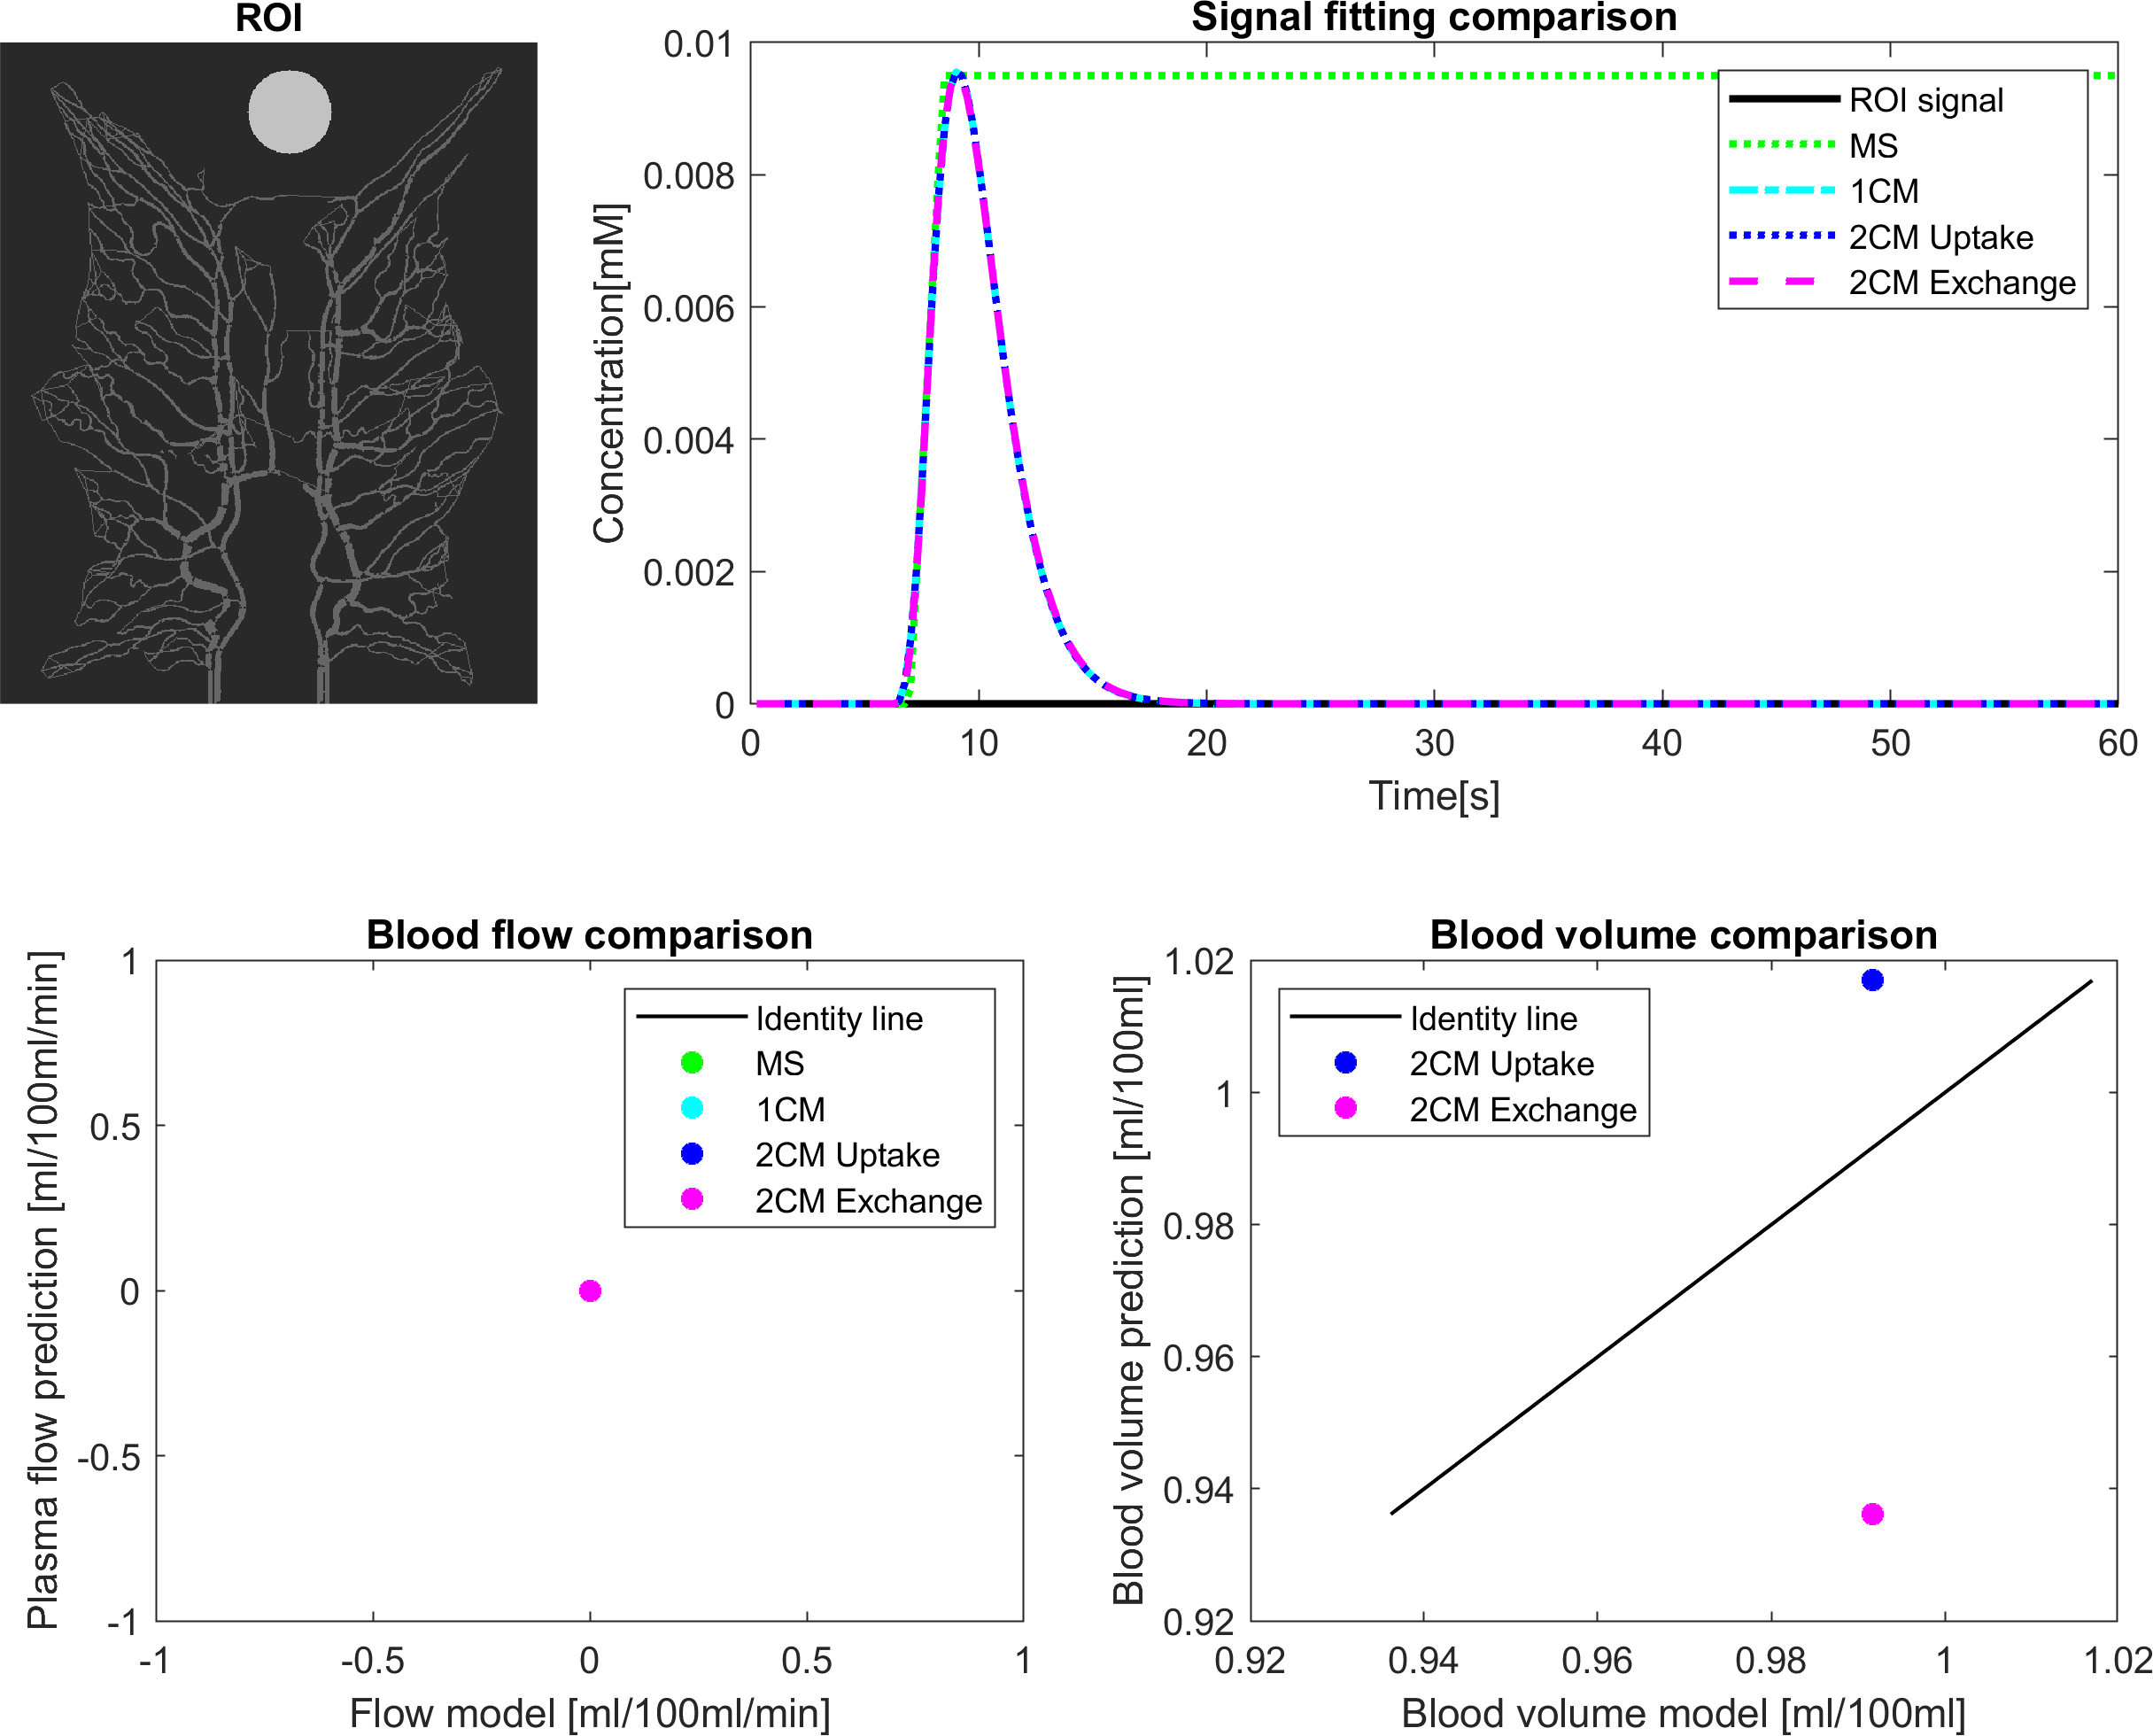 ROI
Signal fitting comparison
0.01
0.008
0.006
0.004
0.002
0
Concentration[mM]
0
10
20
30
40
50
60
Time[s]
ROI signal
MS
1CM
2CM Uptake
2CM Exchange
Blood flow comparison
1
0.5
0
-0.5
-1
Plasma flow prediction [ml/100ml/min]
-1
-0.5
0
0.5
1
Flow model [ml/100ml/min]
Identity line
MS
1CM
2CM Uptake
2CM Exchange
Blood volume comparison
1.02
1
0.98
0.96
0.94
0.92
Blood volume prediction [ml/100ml]
0.92
0.94
0.96
0.98
1
1.02
Blood volume model [ml/100ml]
Identity line
2CM Uptake
2CM Exchange